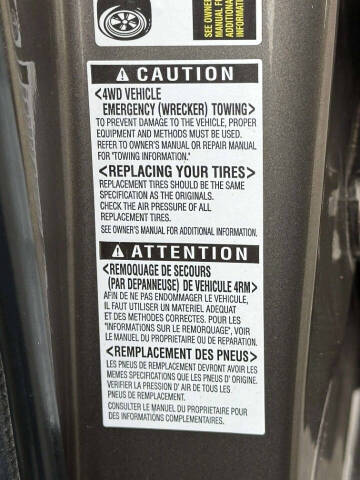 SEE OWNER'S
MANUAL FOR
ADDITIONAL
INFORMATION
⚠ CAUTION
<4WD VEHICLE
EMERGENCY (WRECKER) TOWING>
TO PREVENT DAMAGE TO THE VEHICLE, PROPER
EQUIPMENT AND METHODS MUST BE USED.
REFER TO OWNER'S MANUAL OR REPAIR MANUAL
FOR "TOWING INFORMATION."
<REPLACING YOUR TIRES>
REPLACEMENT TIRES SHOULD BE THE SAME
SPECIFICATION AS THE ORIGINALS.
CHECK THE AIR PRESSURE OF ALL
REPLACEMENT TIRES.
SEE OWNER'S MANUAL FOR ADDITIONAL INFORMATION.
⚠ ATTENTION
<REMOQUAGE DE SECOURS
(PAR DEPANNEUSE) DE VEHICULE 4RM>
AFIN DE NE PAS ENDOMMAGER LE VEHICULE,
IL FAUT UTILISER UN MATERIEL ADEQUAT
ET DES METHODES CORRECTES. POUR LES
"INFORMATIONS SUR LE REMORQUAGE", VOIR
LE MANUEL DU PROPRIETAIRE OU DE REPARATION.
<REMPLACEMENT DES PNEUS>
LES PNEUS DE REMPLACEMENT DEVRONT AVOIR LES
MEMES SPECIFICATIONS QUE LES PNEUS D' ORIGINE.
VERIFIER LA PRESSION D' AIR DE TOUS LES
PNEUS DE REMPLACEMENT.
CONSULTER LE MANUEL DU PROPRIETAIRE POUR
DES INFORMATIONS COMPLEMENTAIRES.